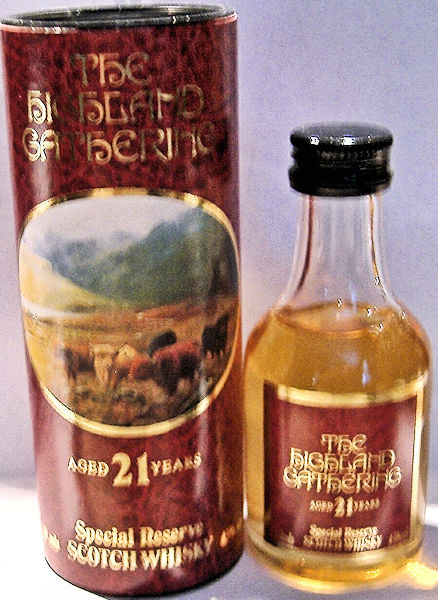 THE
HIGHLAND
GATHERING
AGED 21 YEARS
Special Reserve
SCOTCH WHISKY
THE
HIGHLAND
GATHERING
AGED 21 YEARS
Special Reserve
SCOTCH WHISKY